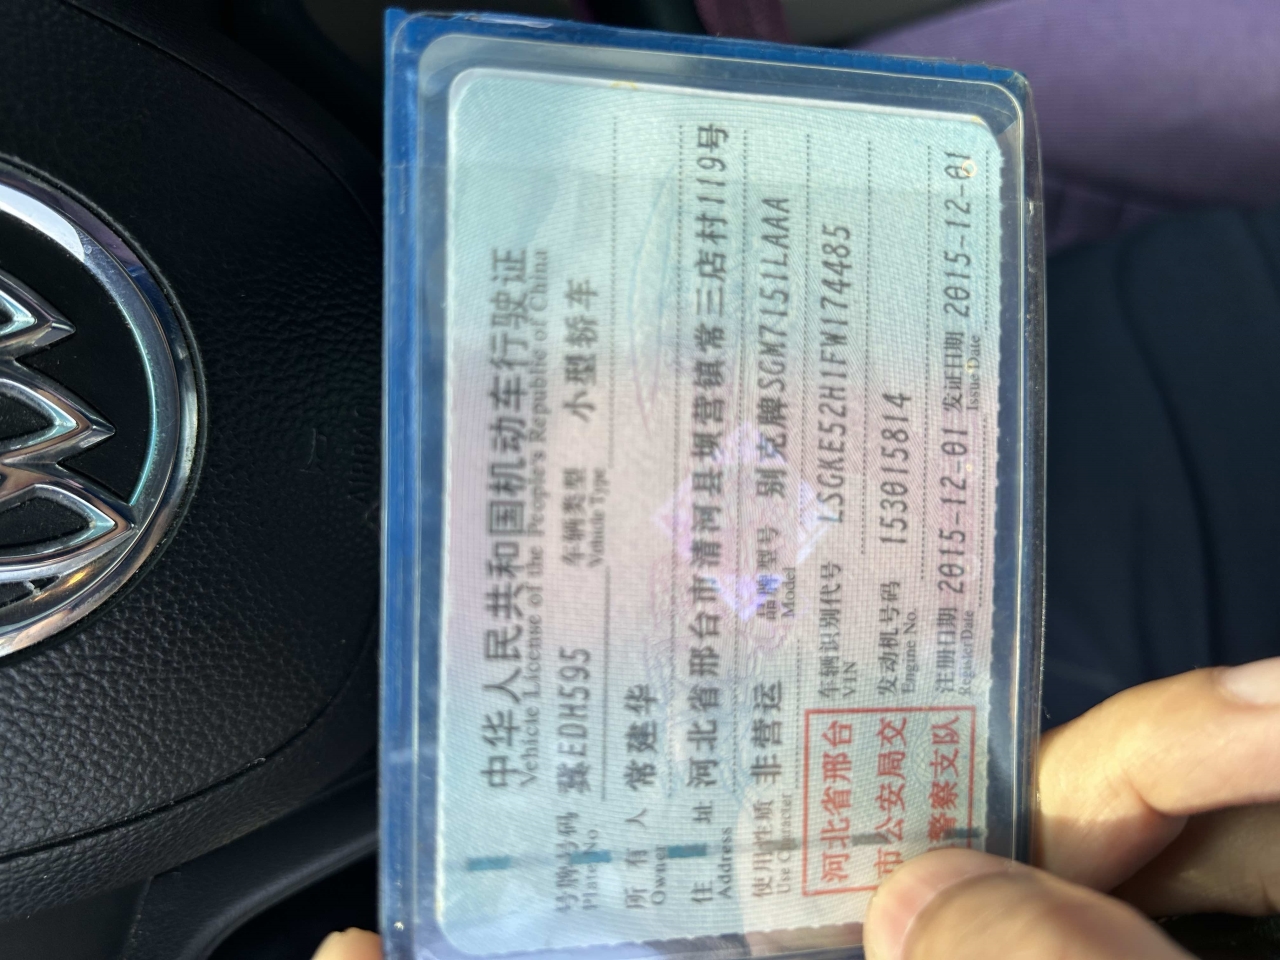 中华人民共和国机动车行驶证
Vehicle License of the People's Republic of China
号牌号码 冀EDH595 车辆类型 小型轿车
Plate No. Vehicle Type
所有人 常建华
Owner
住址 河北省邢台市清河县坝营镇常三店村119号
Address
使用性质 非营运 品牌型号 别克牌SGM7151LAAA
Use Character Model
河北省邢台
市公安局交
警察支队
车辆识别代号 LSGKE52H1FW174485
VIN
发动机号码 153015814
Engine No.
注册日期 2015-12-01 发证日期 2015-12-01
Register Date Issue Date